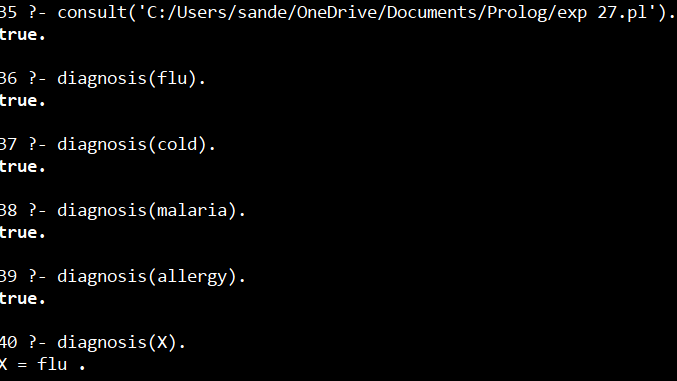 35 ?- consult('C:/Users/sande/OneDrive/Documents/Prolog/exp 27.pl').
true.
36 ?- diagnosis(flu).
true.
37 ?- diagnosis(cold).
true.
38 ?- diagnosis(malaria).
true.
39 ?- diagnosis(allergy).
true.
40 ?- diagnosis(X).
X = flu .